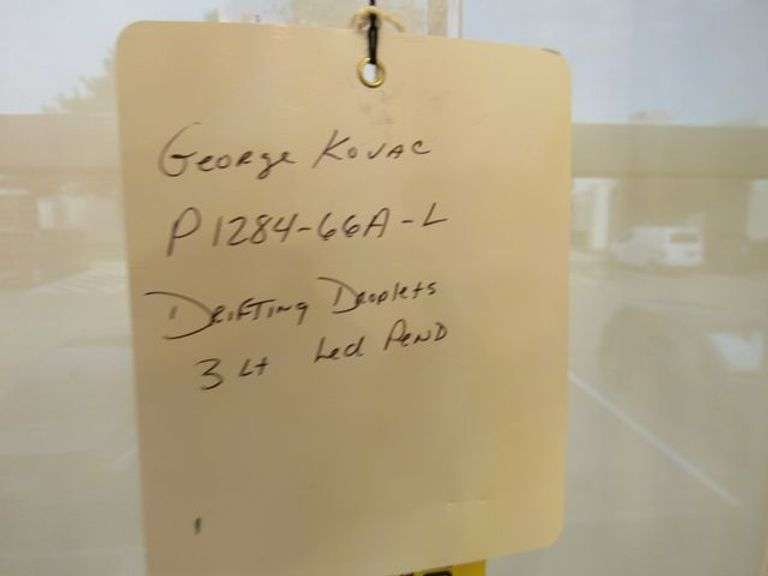 George Kovac
P1284-66A-L
Drifting Droplets
3 Lt Led Pend